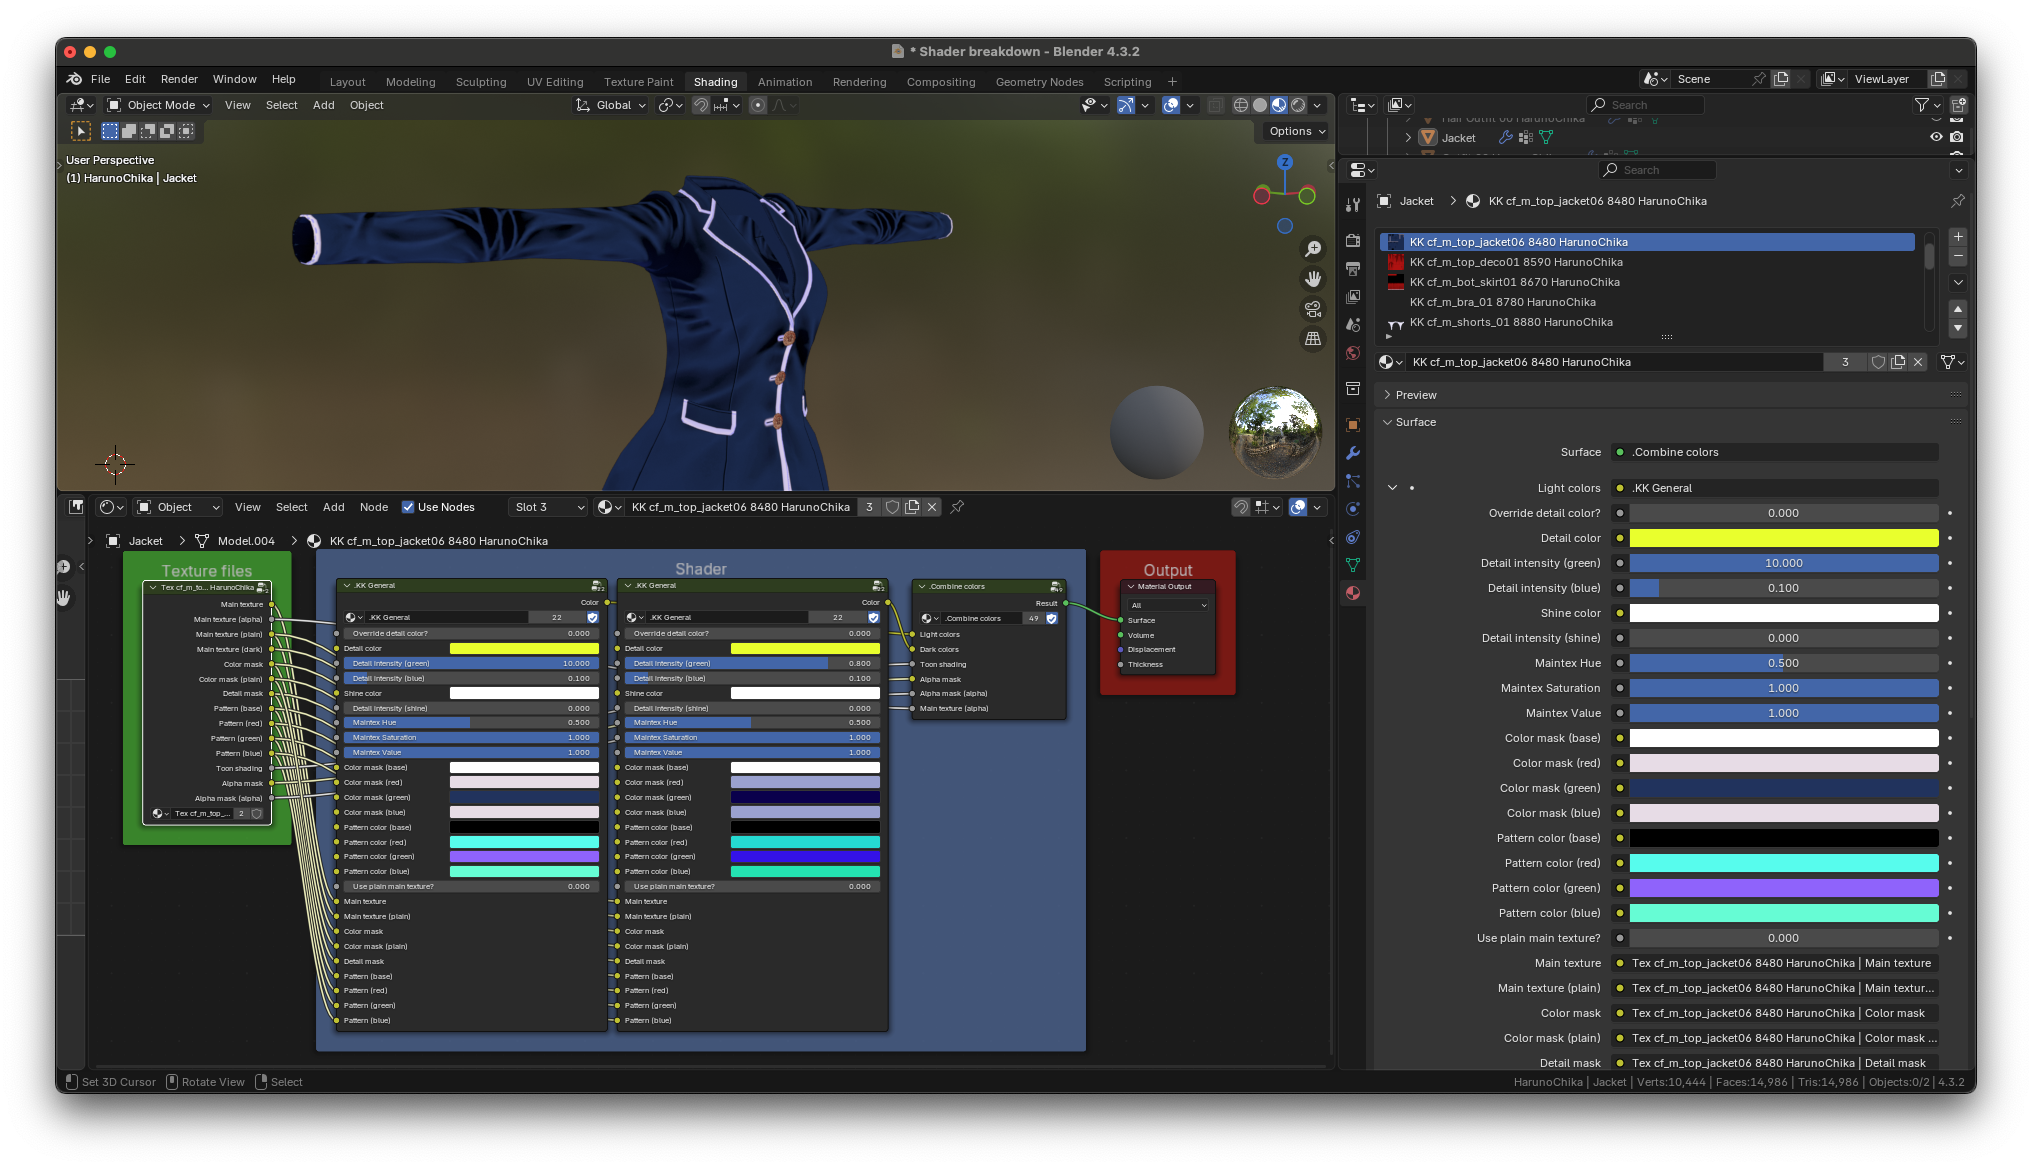 * Shader breakdown - Blender 4.3.2
File Edit Render Window Help
Layout Modeling Sculpting UV Editing Texture Paint Shading Animation Rendering Compositing Geometry Nodes Scripting +
Scene
ViewLayer
Object Mode View Select Add Object
Global
Options
User Perspective
(1) HarunoChika | Jacket
Z
Search
Jacket
Search
Jacket > KK cf_m_top_jacket06 8480 HarunoChika
KK cf_m_top_jacket06 8480 HarunoChika
KK cf_m_top_deco01 8590 HarunoChika
KK cf_m_bot_skirt01 8670 HarunoChika
KK cf_m_bra_01 8780 HarunoChika
KK cf_m_shorts_01 8880 HarunoChika
KK cf_m_top_jacket06 8480 HarunoChika 3
Preview
Surface
Surface .Combine colors
Light colors .KK General
Override detail color? 0.000
Detail color
Detail intensity (green) 10.000
Detail intensity (blue) 0.100
Shine color
Detail intensity (shine) 0.000
Maintex Hue 0.500
Maintex Saturation 1.000
Maintex Value 1.000
Color mask (base)
Color mask (red)
Color mask (green)
Color mask (blue)
Pattern color (base)
Pattern color (red)
Pattern color (green)
Pattern color (blue)
Use plain main texture? 0.000
Main texture Tex cf_m_top_jacket06 8480 HarunoChika | Main texture
Main texture (plain) Tex cf_m_top_jacket06 8480 HarunoChika | Main textur...
Color mask Tex cf_m_top_jacket06 8480 HarunoChika | Color mask
Color mask (plain) Tex cf_m_top_jacket06 8480 HarunoChika | Color mask ...
Detail mask Tex cf_m_top_jacket06 8480 HarunoChika | Detail mask
Object View Select Add Node Use Nodes Slot 3 KK cf_m_top_jacket06 8480 HarunoChika 3
Jacket > Model.004 > KK cf_m_top_jacket06 8480 HarunoChika
Texture files
Tex cf_m_to... HarunoChika
Main texture
Main texture (alpha)
Main texture (plain)
Main texture (dark)
Color mask
Color mask (plain)
Detail mask
Pattern (base)
Pattern (red)
Pattern (green)
Pattern (blue)
Toon shading
Alpha mask
Alpha mask (alpha)
Tex cf_m_top_... 2
Shader
.KK General
Color
.KK General 22
Override detail color? 0.000
Detail color
Detail intensity (green) 10.000
Detail intensity (blue) 0.100
Shine color
Detail intensity (shine) 0.000
Maintex Hue 0.500
Maintex Saturation 1.000
Maintex Value 1.000
Color mask (base)
Color mask (red)
Color mask (green)
Color mask (blue)
Pattern color (base)
Pattern color (red)
Pattern color (green)
Pattern color (blue)
Use plain main texture? 0.000
Main texture
Main texture (plain)
Color mask
Color mask (plain)
Detail mask
Pattern (base)
Pattern (red)
Pattern (green)
Pattern (blue)
.KK General
Color
.KK General 22
Override detail color? 0.000
Detail color
Detail intensity (green) 0.800
Detail intensity (blue) 0.100
Shine color
Detail intensity (shine) 0.000
Maintex Hue 0.500
Maintex Saturation 1.000
Maintex Value 1.000
Color mask (base)
Color mask (red)
Color mask (green)
Color mask (blue)
Pattern color (base)
Pattern color (red)
Pattern color (green)
Pattern color (blue)
Use plain main texture? 0.000
Main texture
Main texture (plain)
Color mask
Color mask (plain)
Detail mask
Pattern (base)
Pattern (red)
Pattern (green)
Pattern (blue)
.Combine colors
Result
.Combine colors 49
Light colors
Dark colors
Toon shading
Alpha mask
Alpha mask (alpha)
Main texture (alpha)
Output
Material Output
All
Surface
Volume
Displacement
Thickness
Set 3D Cursor Rotate View Select
HarunoChika | Jacket | Verts:10,444 | Faces:14,986 | Tris:14,986 | Objects:0/2 | 4.3.2